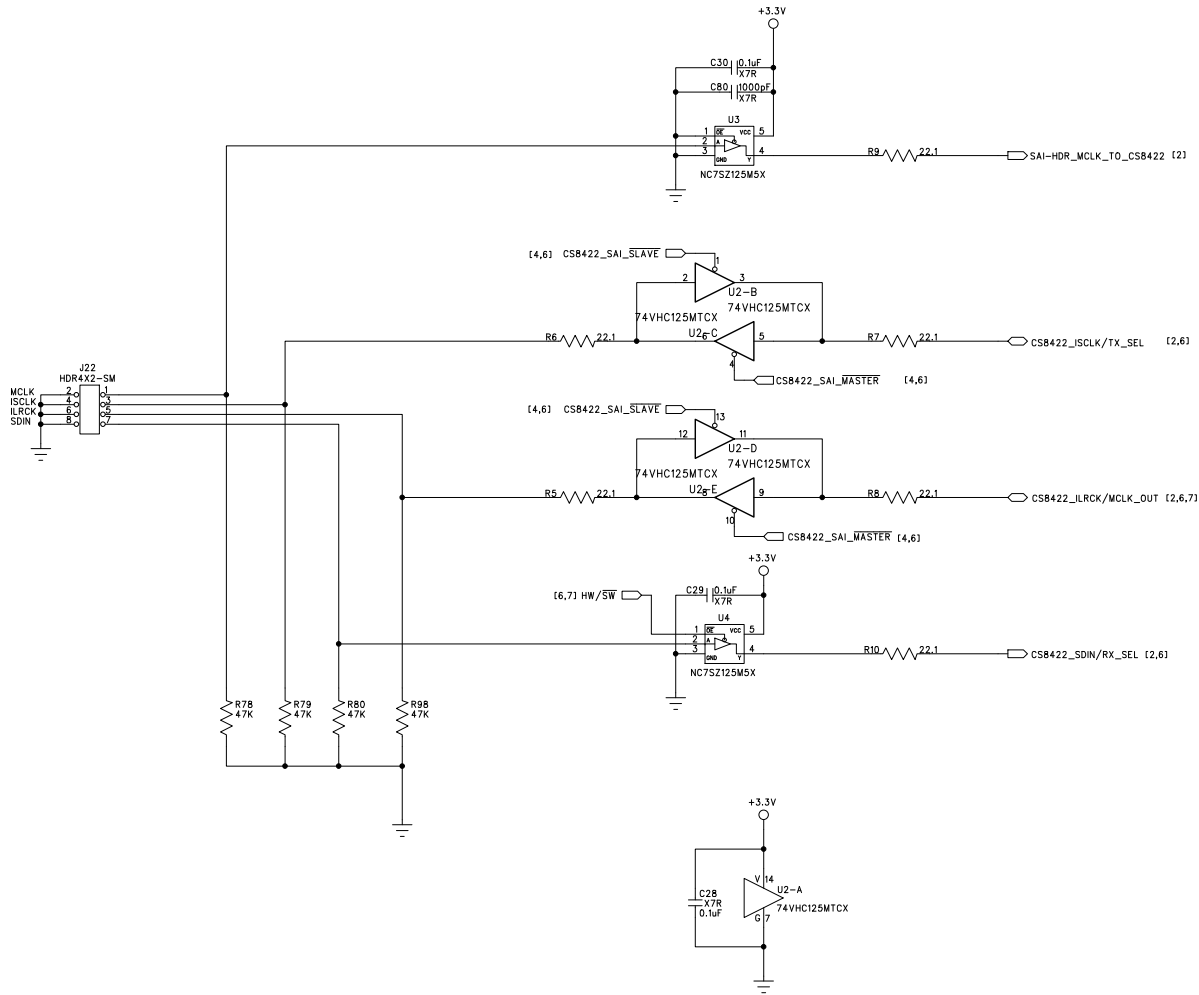 +3.3V
C30 0.1uF
X7R
C80 1000pF
X7R
U3
1 OE VCC 5
2 A
3 GND Y 4
NC7SZ125M5X
R9 22.1
SAI-HDR_MCLK_TO_CS8422 [2]
[4,6] CS8422_SAI_SLAVE
1
2 3
U2-B
74VHC125MTCX
74VHC125MTCX
U2-C
6 5
4
R6 22.1
R7 22.1
CS8422_ISCLK/TX_SEL [2,6]
CS8422_SAI_MASTER [4,6]
J22
HDR4X2-SM
MCLK 2 1
ISCLK 4 3
ILRCK 6 5
SDIN 8 7
[4,6] CS8422_SAI_SLAVE
13
12 11
U2-D
74VHC125MTCX
74VHC125MTCX
U2-E
8 9
10
R5 22.1
R8 22.1
CS8422_ILRCK/MCLK_OUT [2,6,7]
CS8422_SAI_MASTER [4,6]
+3.3V
[6,7] HW/SW
C29 0.1uF
X7R
U4
1 OE VCC 5
2 A
3 GND Y 4
NC7SZ125M5X
R10 22.1
CS8422_SDIN/RX_SEL [2,6]
R78
47K
R79
47K
R80
47K
R98
47K
+3.3V
V 14
U2-A
74VHC125MTCX
G 7
C28
X7R
0.1uF